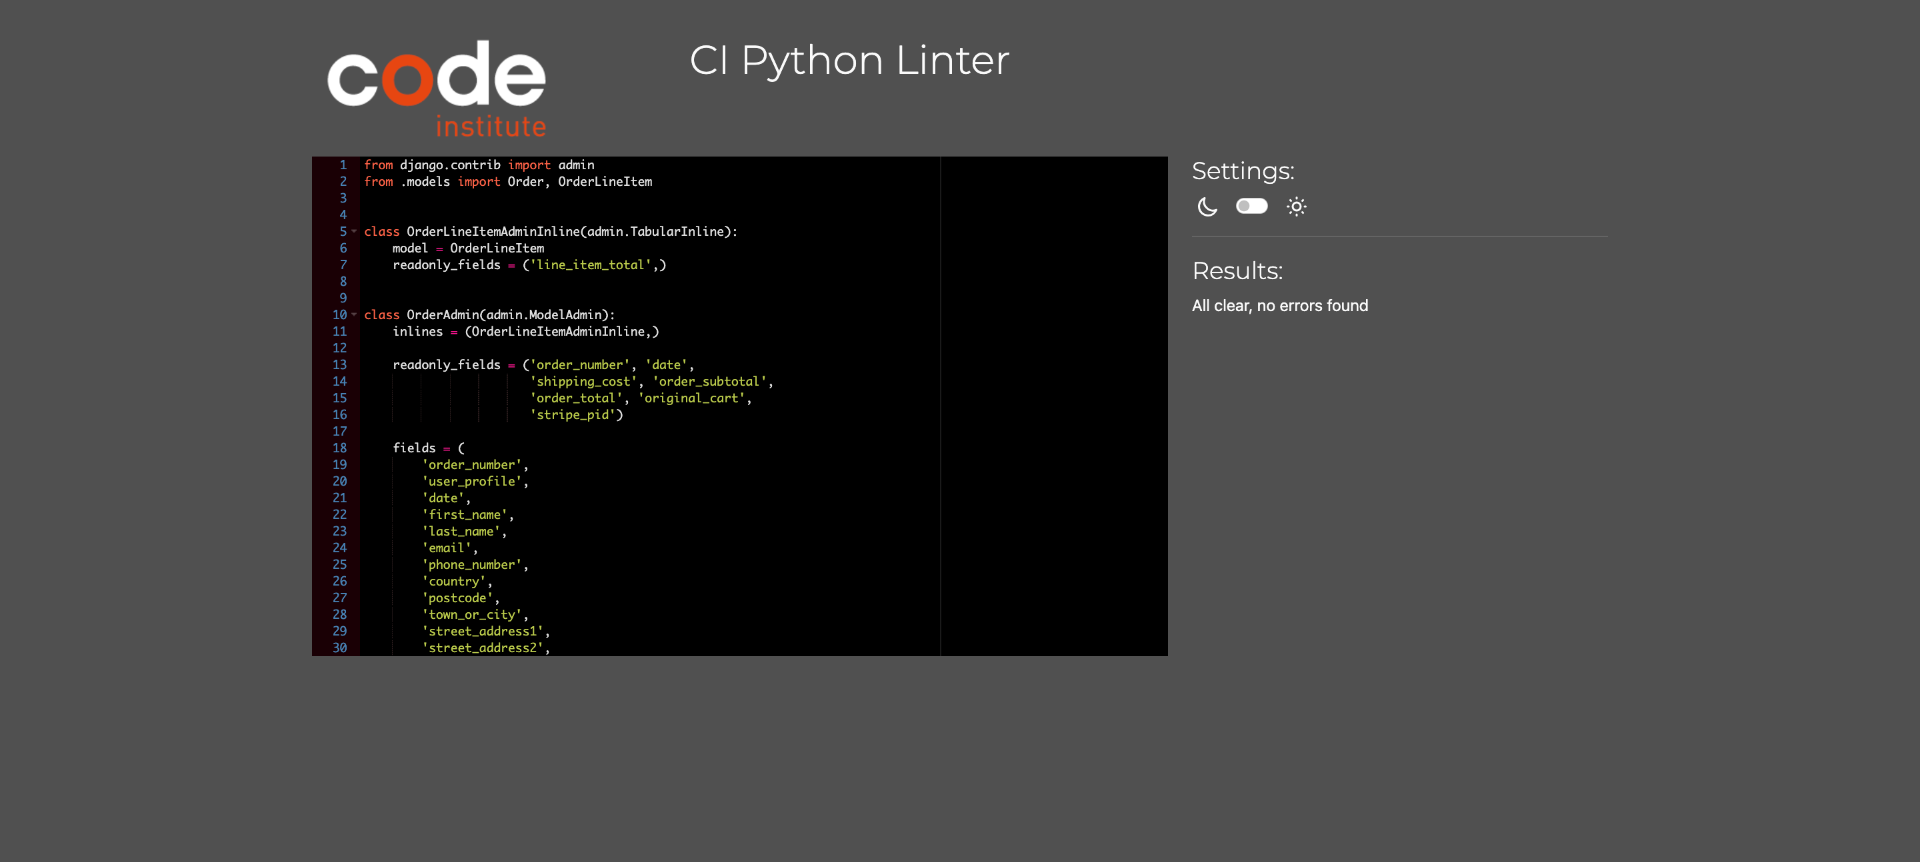 code
institute
CI Python Linter
1 from django.contrib import admin
2 from .models import Order, OrderLineItem
3
4
5 class OrderLineItemAdminInline(admin.TabularInline):
6     model = OrderLineItem
7     readonly_fields = ('line_item_total',)
8
9
10 class OrderAdmin(admin.ModelAdmin):
11     inlines = (OrderLineItemAdminInline,)
12
13     readonly_fields = ('order_number', 'date',
14                        'shipping_cost', 'order_subtotal',
15                        'order_total', 'original_cart',
16                        'stripe_pid')
17
18     fields = (
19         'order_number',
20         'user_profile',
21         'date',
22         'first_name',
23         'last_name',
24         'email',
25         'phone_number',
26         'country',
27         'postcode',
28         'town_or_city',
29         'street_address1',
30         'street_address2',
Settings:
Results:
All clear, no errors found